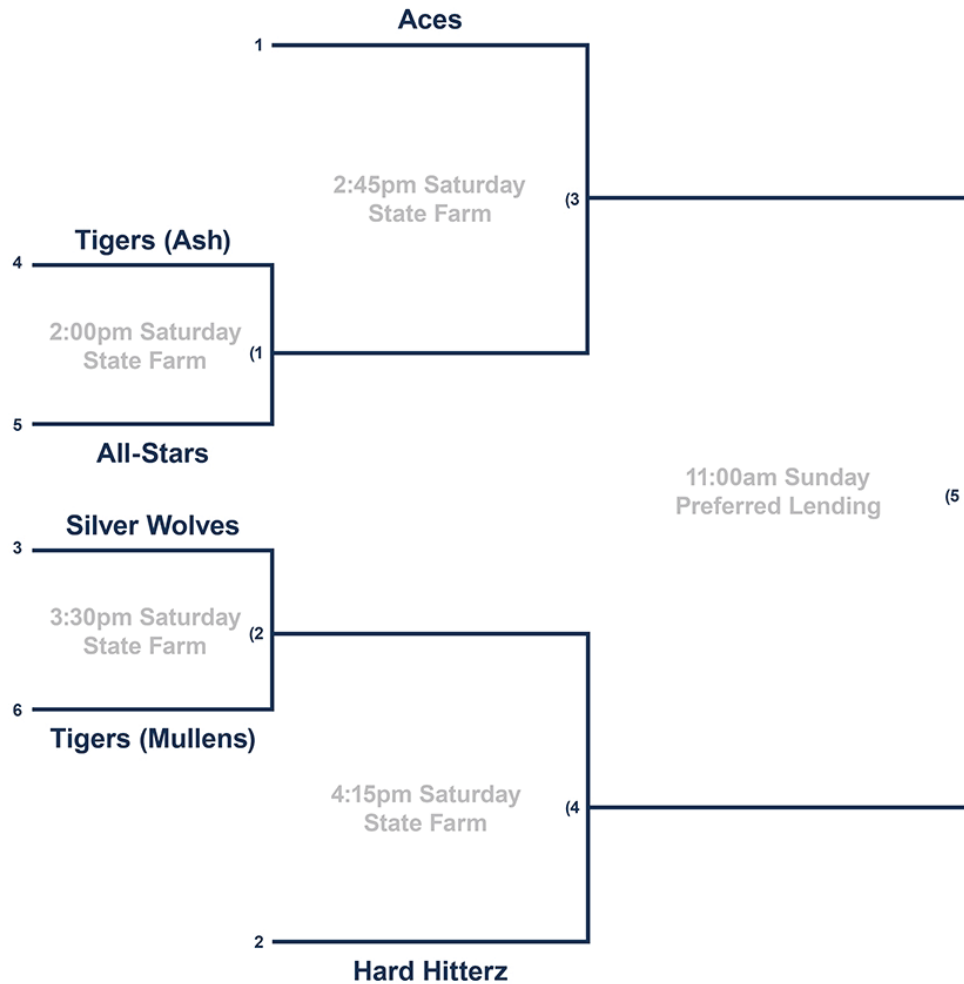 Aces
1
2:45pm Saturday
State Farm
(3
Tigers (Ash)
4
2:00pm Saturday
State Farm
(1
5
All-Stars
11:00am Sunday
Preferred Lending
(5
Silver Wolves
3
3:30pm Saturday
State Farm
(2
6
Tigers (Mullens)
4:15pm Saturday
State Farm
(4
2
Hard Hitterz